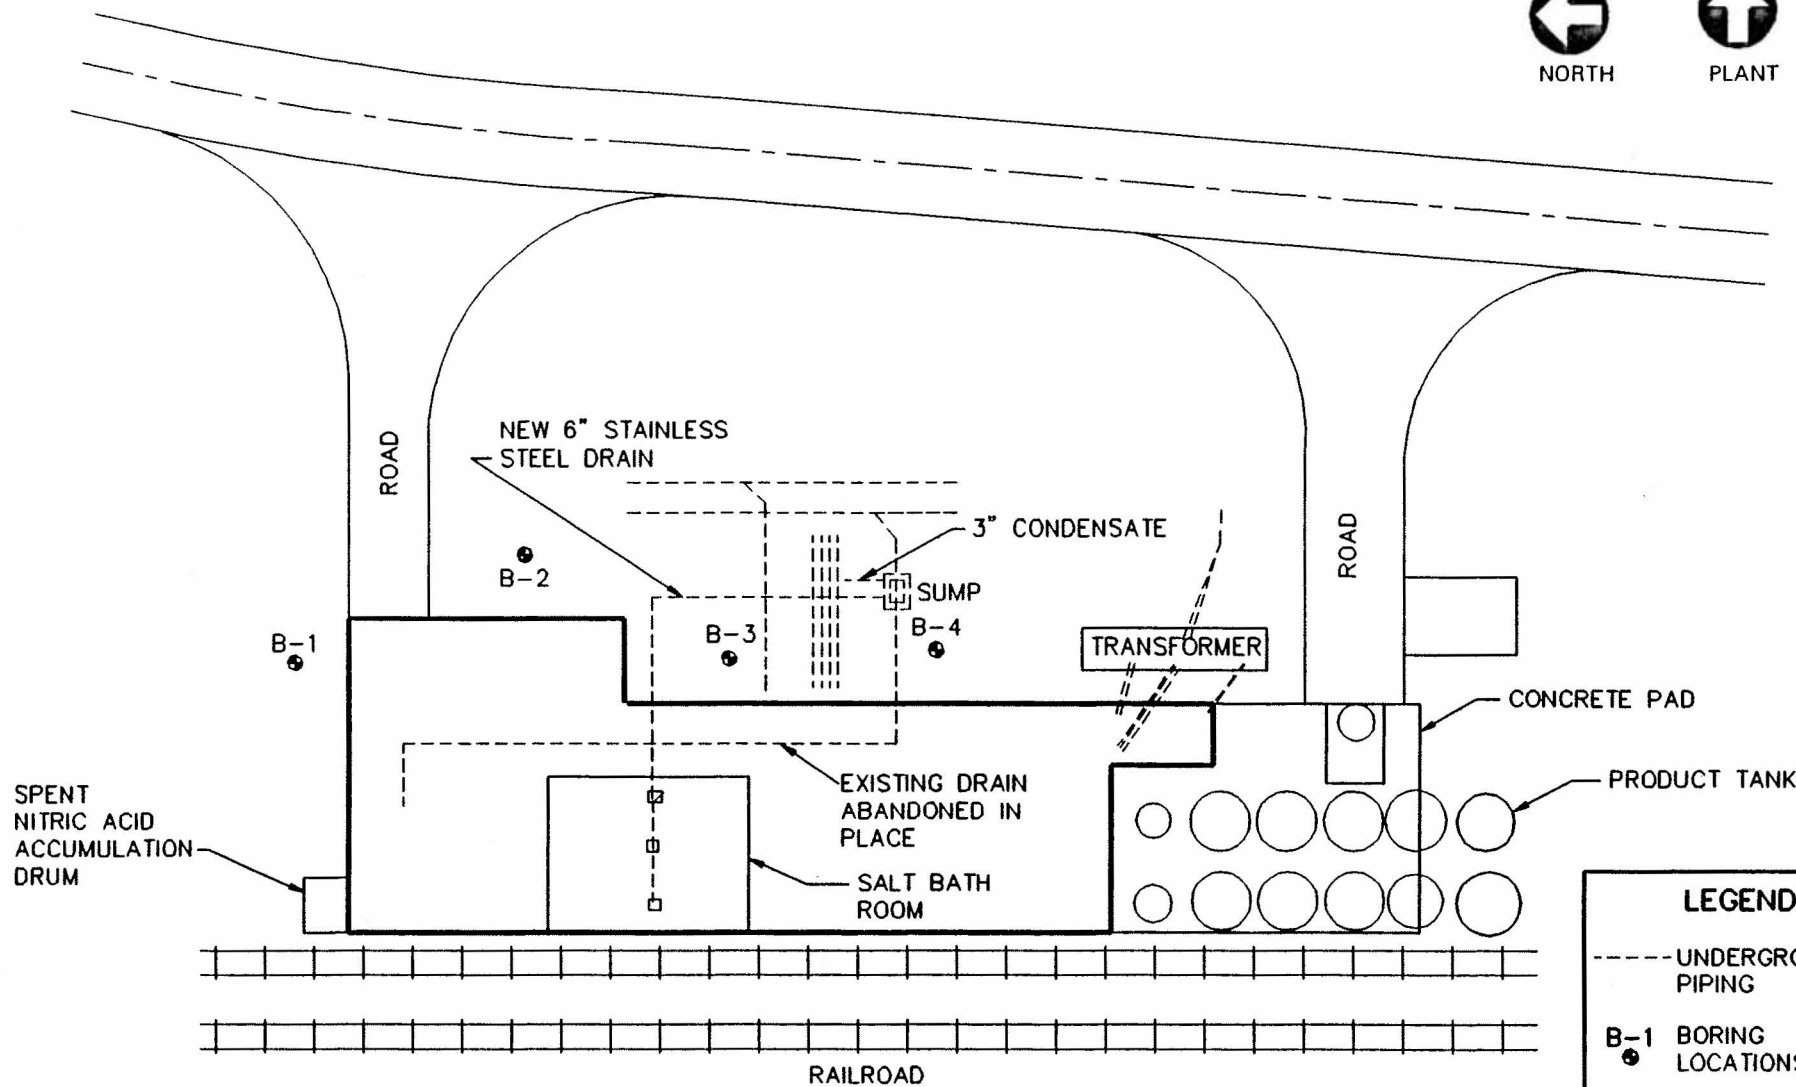 NORTH
PLANT
NEW 6" STAINLESS
STEEL DRAIN
ROAD
3" CONDENSATE
ROAD
B-2
SUMP
B-1
B-3
B-4
TRANSFORMER
CONCRETE PAD
SPENT
NITRIC ACID
ACCUMULATION
DRUM
EXISTING DRAIN
ABANDONED IN
PLACE
PRODUCT TANK
SALT BATH
ROOM
LEGEND
UNDERGRO
PIPING
B-1 BORING
LOCATIONS
RAILROAD